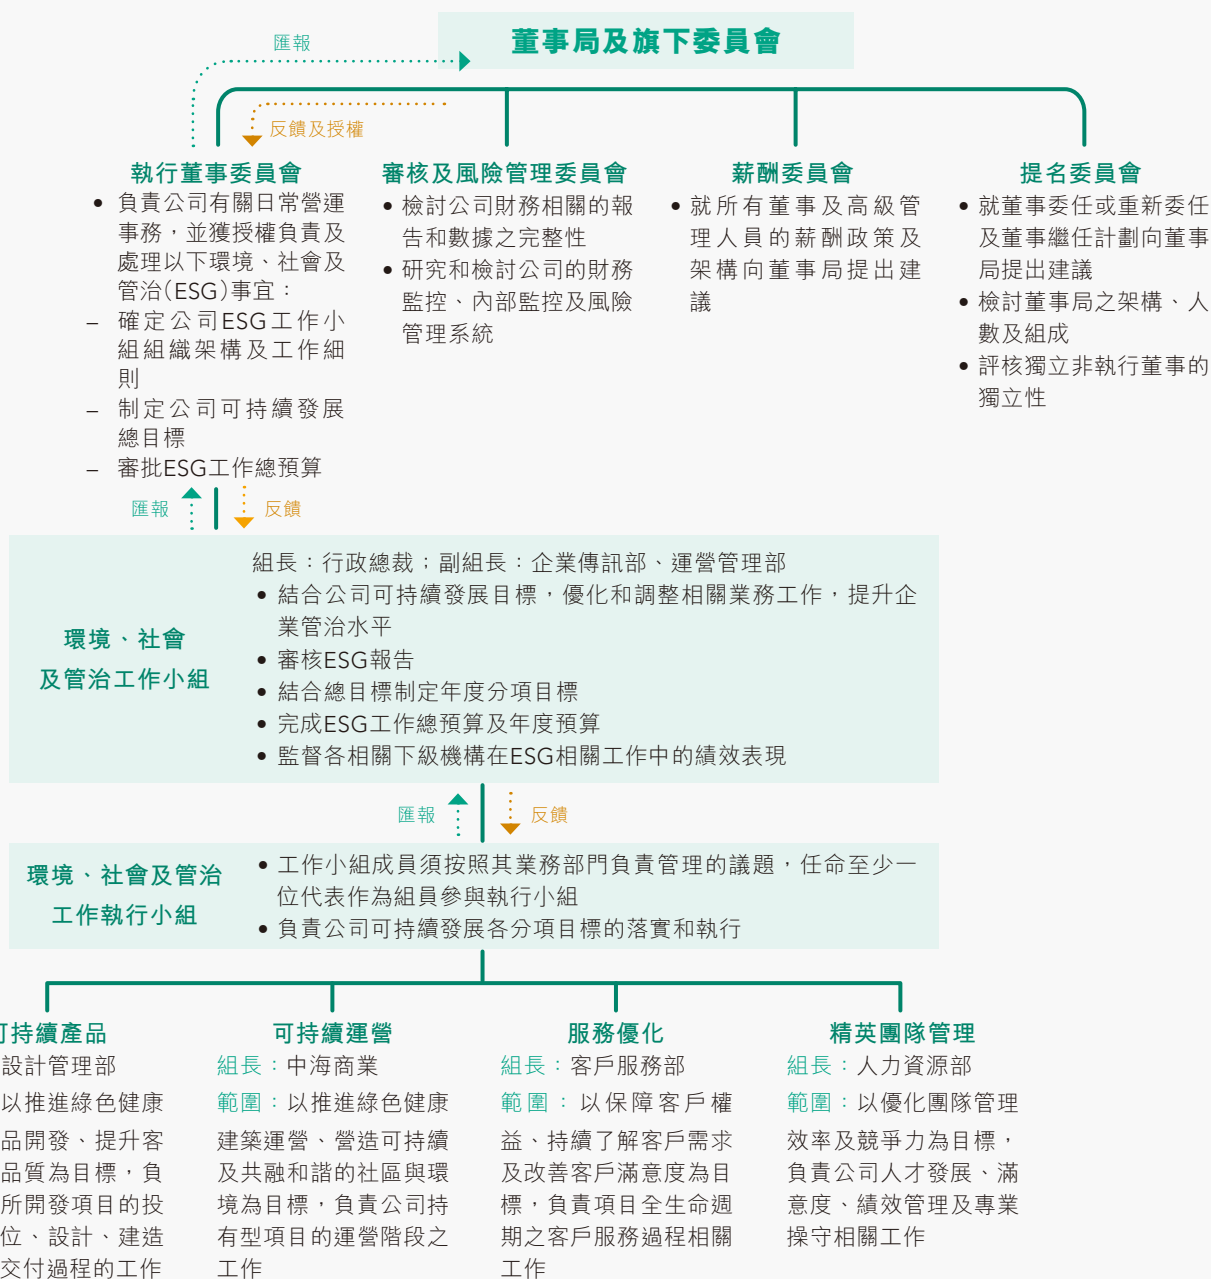 董事局及旗下委員會
匯報
反饋及授權
執行董事委員會
• 負責公司有關日常營運
事務，並獲授權負責及
處理以下環境、社會及
管治(ESG)事宜：
– 確定公司ESG工作小
組組織架構及工作細
則
– 制定公司可持續發展
總目標
– 審批ESG工作總預算
審核及風險管理委員會
• 檢討公司財務相關的報
告和數據之完整性
• 研究和檢討公司的財務
監控、內部監控及風險
管理系統
薪酬委員會
• 就所有董事及高級管
理人員的薪酬政策及
架構向董事局提出建
議
提名委員會
• 就董事委任或重新委任
及董事繼任計劃向董事
局提出建議
• 檢討董事局之架構、人
數及組成
• 評核獨立非執行董事的
獨立性
匯報
反饋
環境、社會
及管治工作小組
組長：行政總裁；副組長：企業傳訊部、運營管理部
• 結合公司可持續發展目標，優化和調整相關業務工作，提升企
業管治水平
• 審核ESG報告
• 結合總目標制定年度分項目標
• 完成ESG工作總預算及年度預算
• 監督各相關下級機構在ESG相關工作中的績效表現
匯報
反饋
環境、社會及管治
工作執行小組
• 工作小組成員須按照其業務部門負責管理的議題，任命至少一
位代表作為組員參與執行小組
• 負責公司可持續發展各分項目標的落實和執行
持續產品
設計管理部
以推進綠色健康
品開發、提升客
品質為目標，負
所開發項目的投
位、設計、建造
交付過程的工作
可持續運營
組長：中海商業
範圍：以推進綠色健康
建築運營、營造可持續
及共融和諧的社區與環
境為目標，負責公司持
有型項目的運營階段之
工作
服務優化
組長：客戶服務部
範圍：以保障客戶權
益、持續了解客戶需求
及改善客戶滿意度為目
標，負責項目全生命週
期之客戶服務過程相關
工作
精英團隊管理
組長：人力資源部
範圍：以優化團隊管理
效率及競爭力為目標，
負責公司人才發展、滿
意度、績效管理及專業
操守相關工作